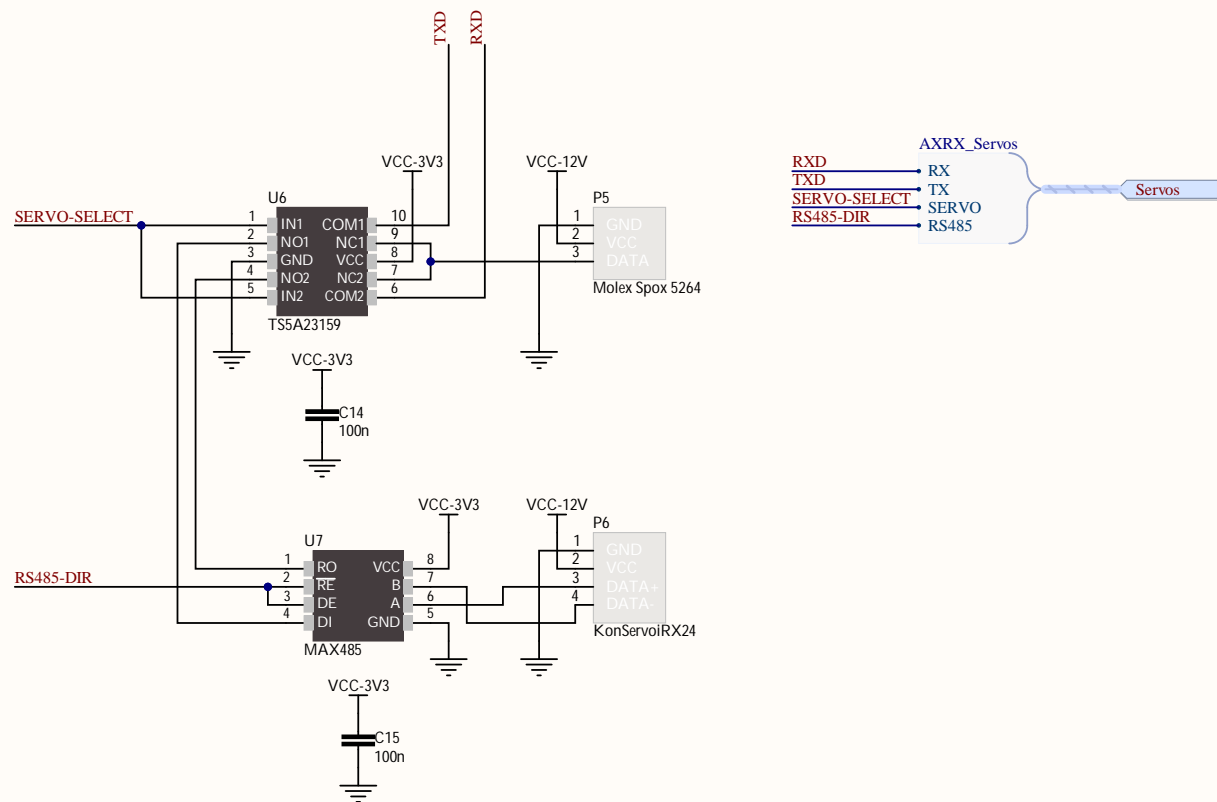 TXD
RXD
VCC-3V3
VCC-12V
AXRX_Servos
RXD
RX
TXD
TX
Servos
SERVO-SELECT
SERVO
RS485-DIR
RS485
U6
P5
SERVO-SELECT
1 IN1 COM1 10
2 NO1 NC1 9
3 GND VCC 8
4 NO2 NC2 7
5 IN2 COM2 6
TS5A23159
1 GND
2 VCC
3 DATA
Molex Spox 5264
VCC-3V3
C14
100n
VCC-3V3
VCC-12V
U7
P6
RS485-DIR
1 RO VCC 8
2 RE B 7
3 DE A 6
4 DI GND 5
MAX485
1 GND
2 VCC
3 DATA+
4 DATA-
KonServoiRX24
VCC-3V3
C15
100n